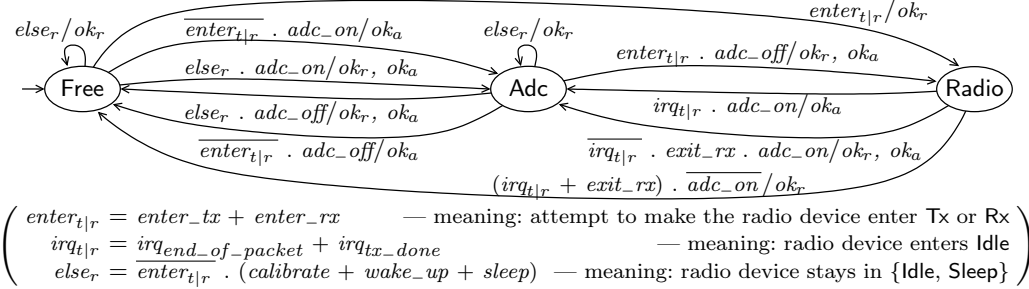 enter_{t|r}/ok_r
else_r/ok_r
\overline{enter_{t|r}} . adc_on/ok_a
else_r/ok_r
enter_{t|r} . adc_off/ok_r, ok_a
else_r . adc_on/ok_r, ok_a
Free
Adc
Radio
else_r . adc_off/ok_r, ok_a
irq_{t|r} . adc_on/ok_a
\overline{enter_{t|r}} . adc_off/ok_a
\overline{irq_{t|r}} . exit_rx . adc_on/ok_r, ok_a
(irq_{t|r} + exit_rx) . \overline{adc_on}/ok_r
enter_{t|r} = enter_tx + enter_rx — meaning: attempt to make the radio device enter Tx or Rx
irq_{t|r} = irq_{end_of_packet} + irq_{tx_done} — meaning: radio device enters Idle
else_r = \overline{enter_{t|r}} . (calibrate + wake_up + sleep) — meaning: radio device stays in {Idle, Sleep}